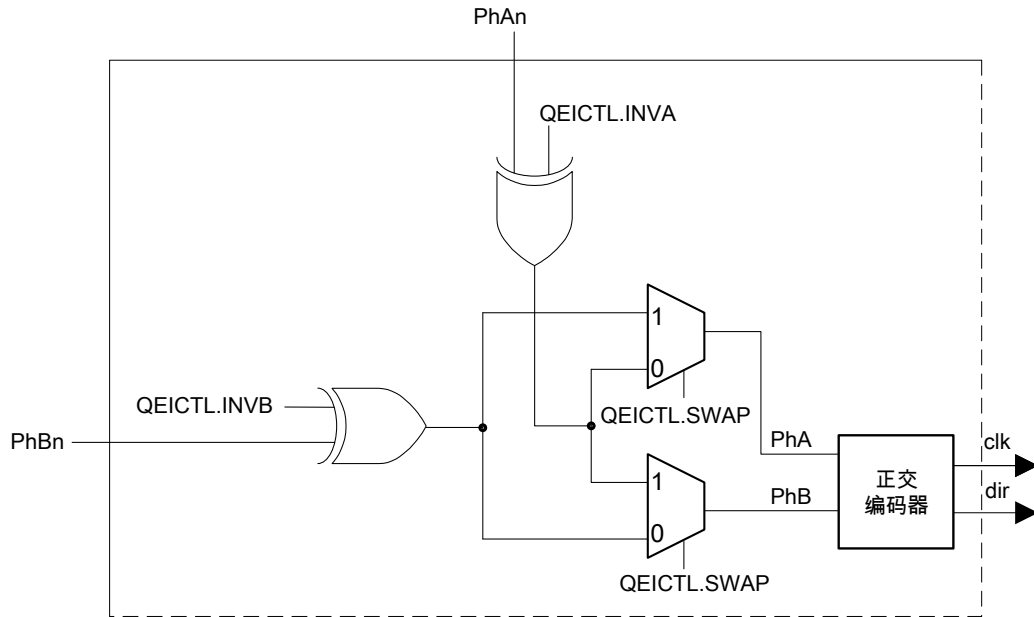 PhAn
QEICTL.INVA
1
0
QEICTL.INVB
QEICTL.SWAP
PhBn
PhA
clk
正交
编码器
1
PhB
dir
0
QEICTL.SWAP